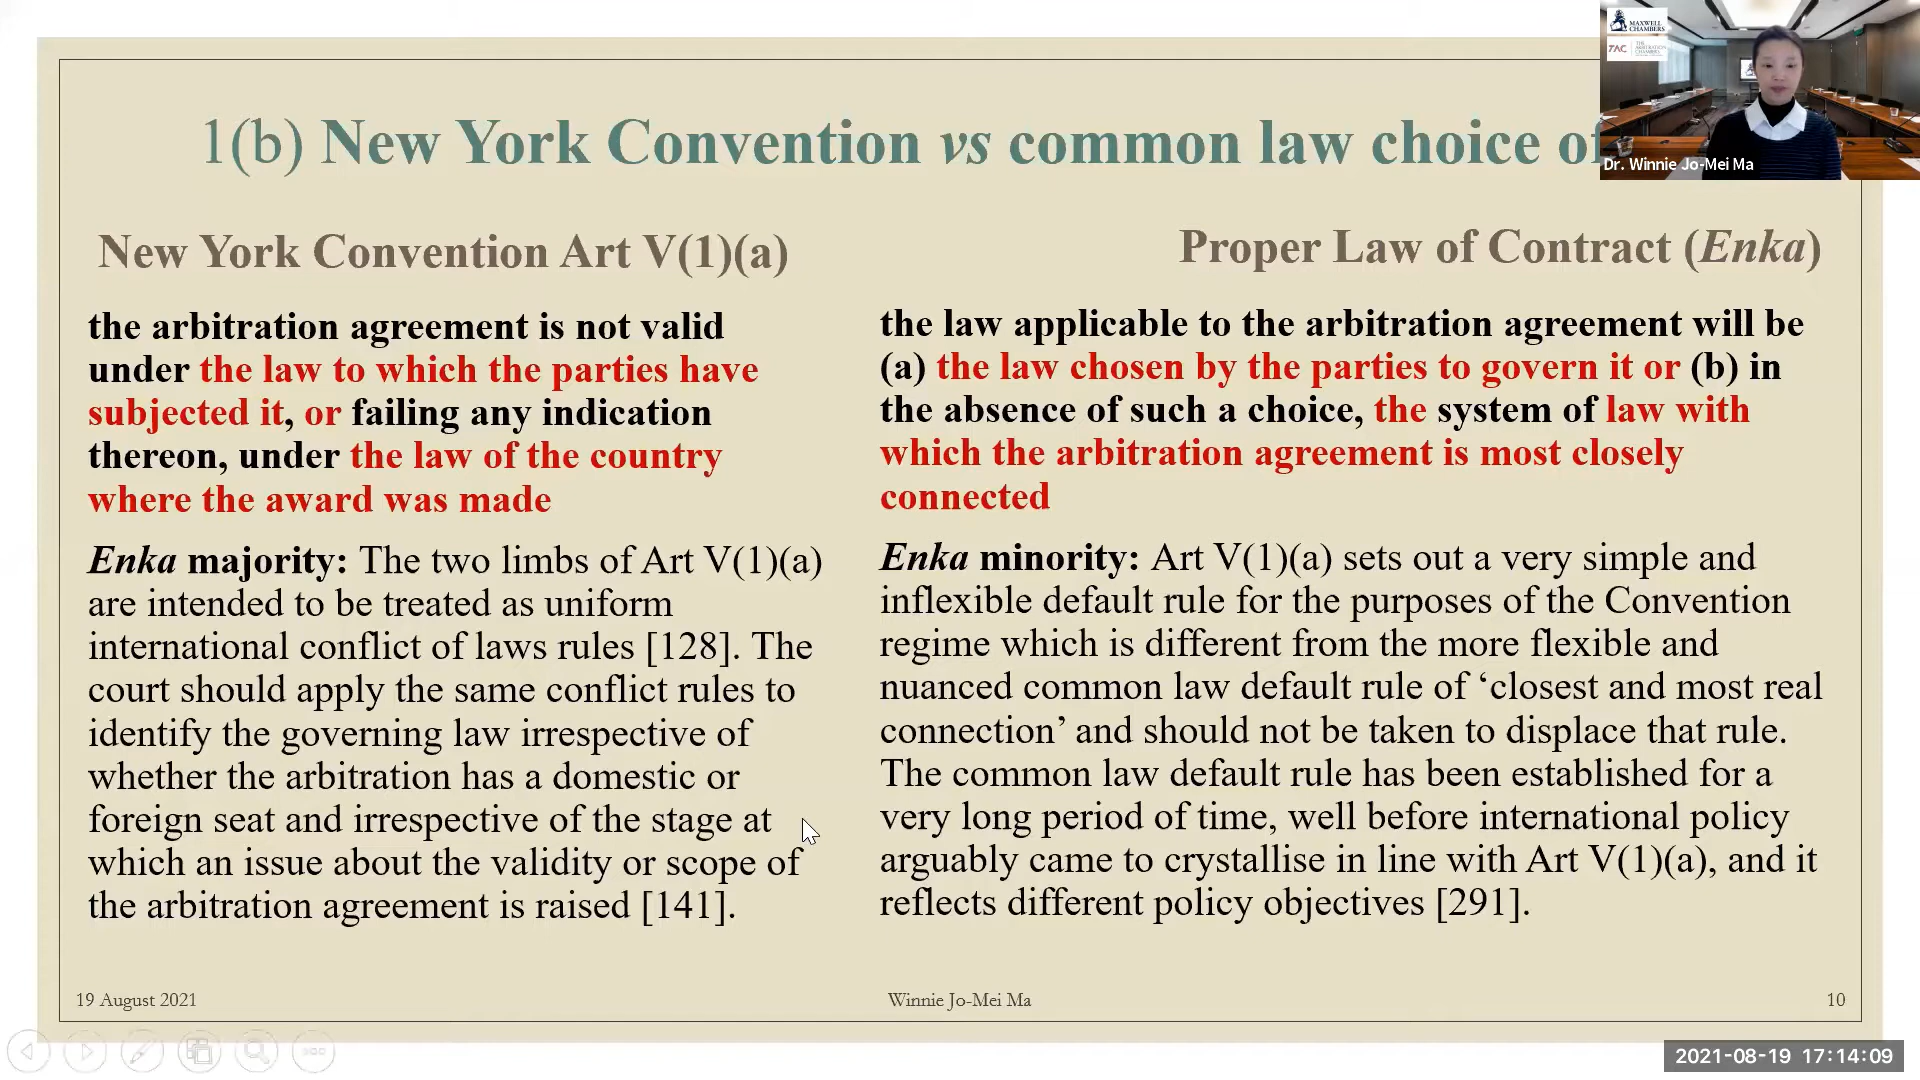 1(b) New York Convention vs common law choice of
New York Convention Art V(1)(a)
the arbitration agreement is not valid
under the law to which the parties have
subjected it, or failing any indication
thereon, under the law of the country
where the award was made
Enka majority: The two limbs of Art V(1)(a)
are intended to be treated as uniform
international conflict of laws rules [128]. The
court should apply the same conflict rules to
identify the governing law irrespective of
whether the arbitration has a domestic or
foreign seat and irrespective of the stage at
which an issue about the validity or scope of
the arbitration agreement is raised [141].
Proper Law of Contract (Enka)
the law applicable to the arbitration agreement will be
(a) the law chosen by the parties to govern it or (b) in
the absence of such a choice, the system of law with
which the arbitration agreement is most closely
connected
Enka minority: Art V(1)(a) sets out a very simple and
inflexible default rule for the purposes of the Convention
regime which is different from the more flexible and
nuanced common law default rule of ‘closest and most real
connection’ and should not be taken to displace that rule.
The common law default rule has been established for a
very long period of time, well before international policy
arguably came to crystallise in line with Art V(1)(a), and it
reflects different policy objectives [291].
19 August 2021
Winnie Jo-Mei Ma
10
MAXWELL
CHAMBERS
TAC
THE
ARBITRATION
CHAMBERS
Dr. Winnie Jo-Mei Ma
2021-08-19 17:14:09